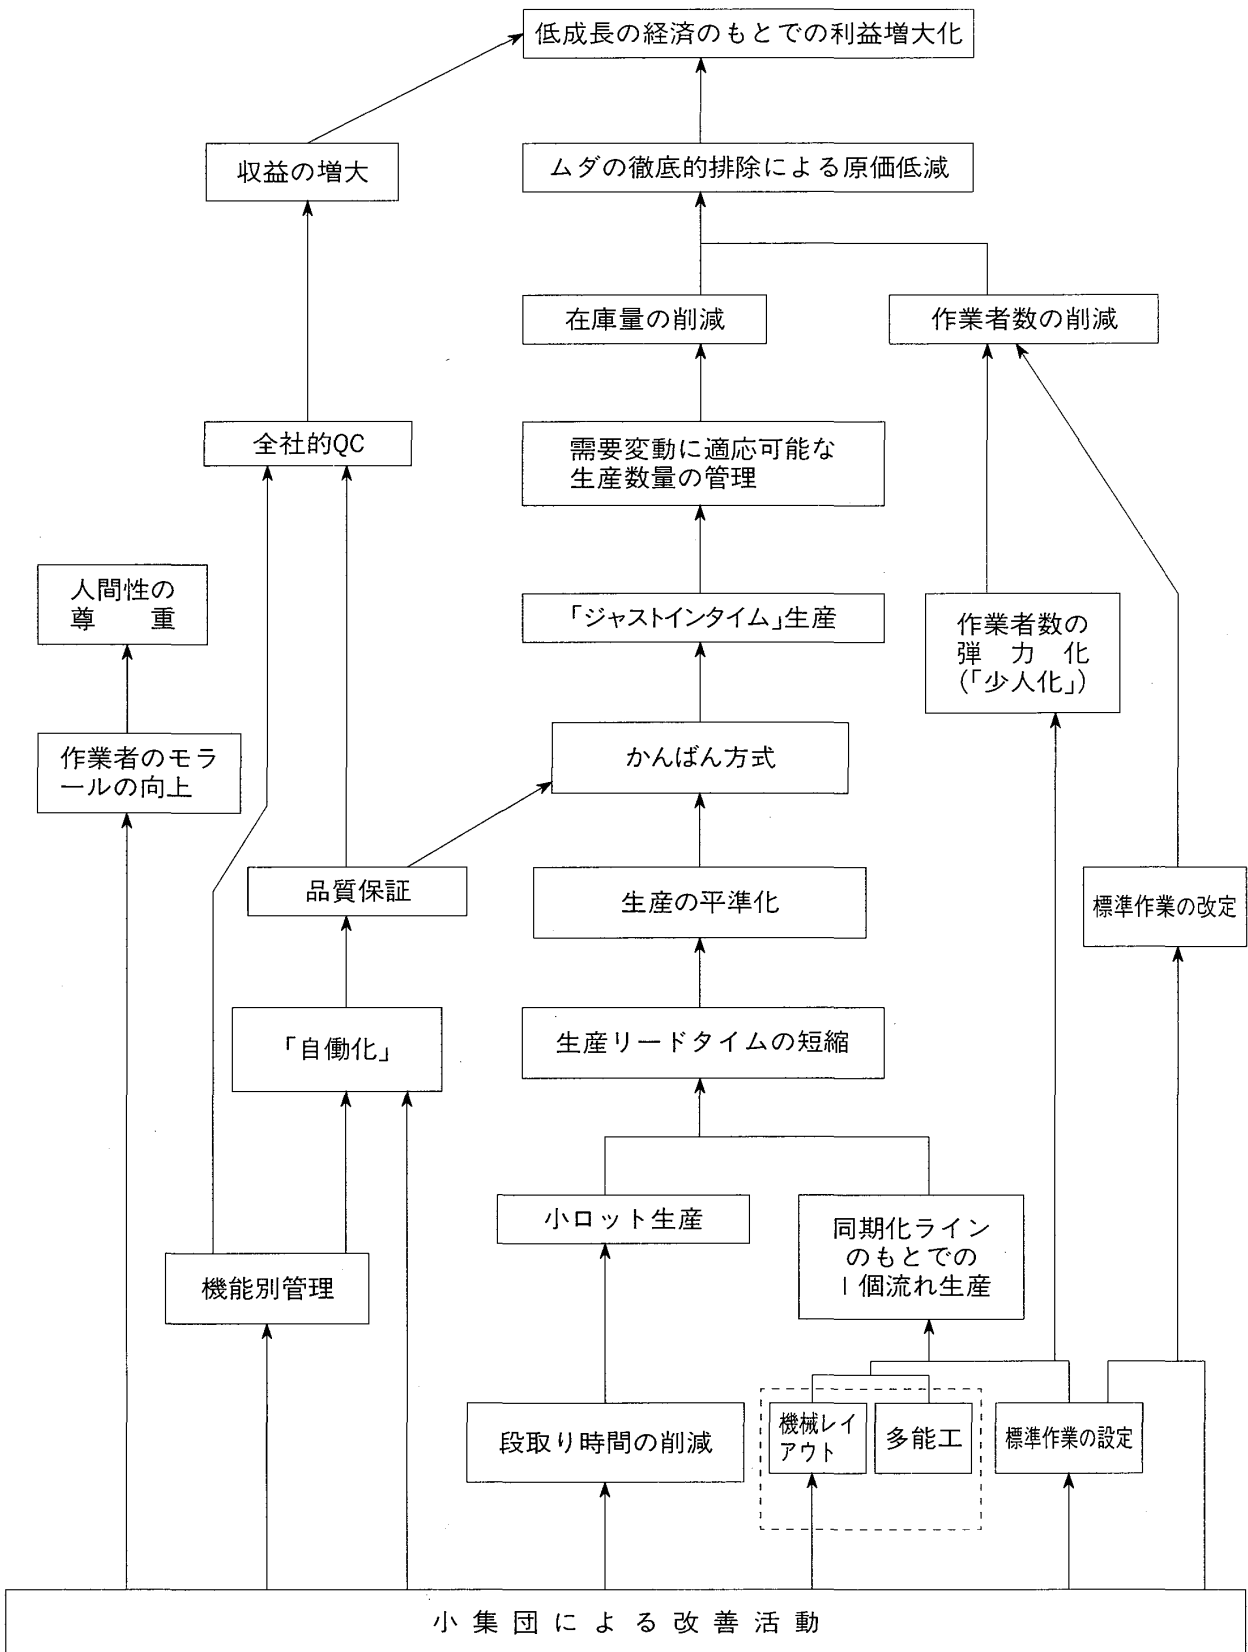 低成長の経済のもとでの利益増大化
収益の増大
ムダの徹底的排除による原価低減
在庫量の削減
作業者数の削減
全社的QC
需要変動に適応可能な
生産数量の管理
人間性の
尊 重
「ジャストインタイム」生産
作業者数の
弾 力 化
(「少人化」)
作業者のモラ
ールの向上
かんばん方式
品質保証
生産の平準化
標準作業の改定
「自働化」
生産リードタイムの短縮
小ロット生産
同期化ライン
のもとでの
1個流れ生産
機能別管理
段取り時間の削減
機械レイ
アウト
多能工
標準作業の設定
小集団による改善活動